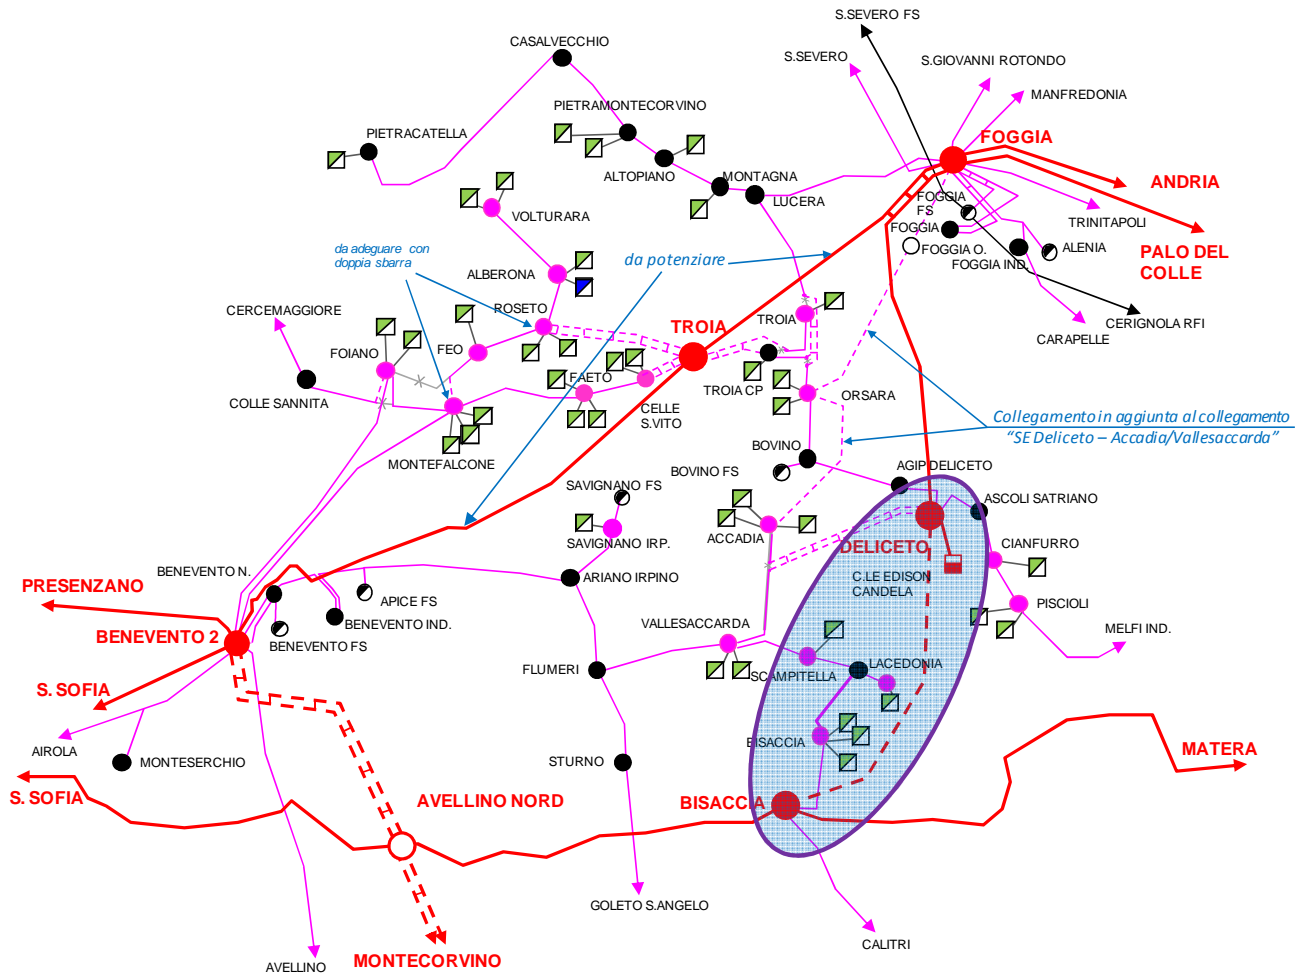 S.SEVERO FS
CASALVECCHIO
S.SEVERO
S.GIOVANNI ROTONDO
MANFREDONIA
PIETRAMONTECORVINO
PIETRACATELLA
FOGGIA
ALTOPIANO
MONTAGNA
LUCERA
ANDRIA
FOGGIA
FS
TRINITAPOLI
VOLTURARA
FOGGIA
FOGGIA O.
FOGGIA IND.
ALENIA
PALO DEL
COLLE
da adeguare con
doppia sbarra
da potenziare
ALBERONA
ROSETO
CERCEMAGGIORE
TROIA
TROIA
CERIGNOLA RFI
CARAPELLE
FOIANO
FEO
FAETO
TROIA CP
ORSARA
COLLE SANNITA
CELLE
S.VITO
Collegamento in aggiunta al collegamento
“SE Deliceto – Accadia/Vallesaccarda”
MONTEFALCONE
BOVINO
BOVINO FS
AGIP DELICETO
SAVIGNANO FS
ASCOLI SATRIANO
SAVIGNANO IRP.
ACCADIA
DELICETO
CIANFURRO
BENEVENTO N.
ARIANO IRPINO
C.LE EDISON
CANDELA
PRESENZANO
APICE FS
PISCIOLI
BENEVENTO IND.
BENEVENTO 2
BENEVENTO FS
VALLESACCARDA
MELFI IND.
FLUMERI
SCAMPITELLA
LACEDONIA
S. SOFIA
AIROLA
MONTESERCHIO
STURNO
BISACCIA
MATERA
S. SOFIA
AVELLINO NORD
BISACCIA
GOLETO S.ANGELO
CALITRI
AVELLINO
MONTECORVINO